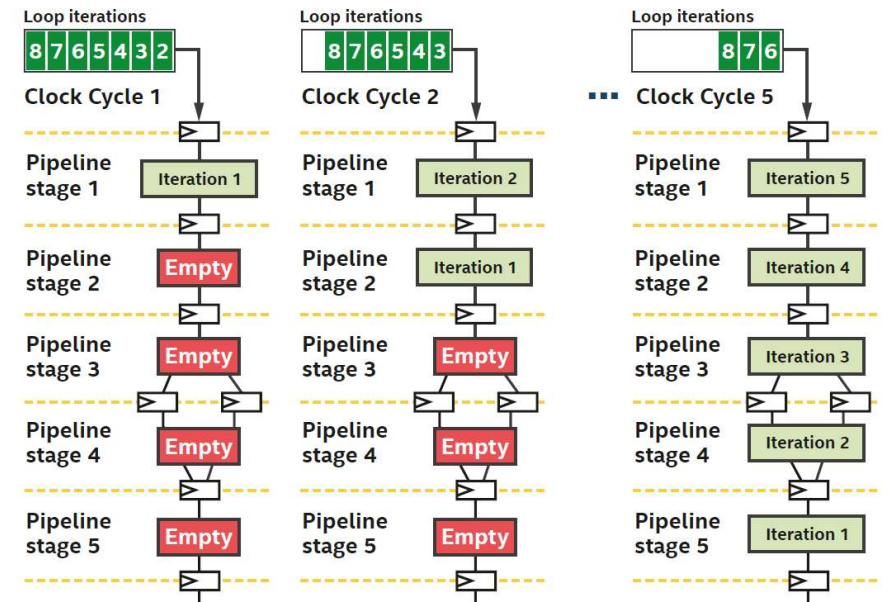 Loop iterations
8 7 6 5 4 3 2
Clock Cycle 1
Pipeline
stage 1
Iteration 1
Pipeline
stage 2
Empty
Pipeline
stage 3
Empty
Pipeline
stage 4
Empty
Pipeline
stage 5
Empty
Loop iterations
8 7 6 5 4 3
Clock Cycle 2
Pipeline
stage 1
Iteration 2
Pipeline
stage 2
Iteration 1
Pipeline
stage 3
Empty
Pipeline
stage 4
Empty
Pipeline
stage 5
Empty
...
Loop iterations
8 7 6
Clock Cycle 5
Pipeline
stage 1
Iteration 5
Pipeline
stage 2
Iteration 4
Pipeline
stage 3
Iteration 3
Pipeline
stage 4
Iteration 2
Pipeline
stage 5
Iteration 1